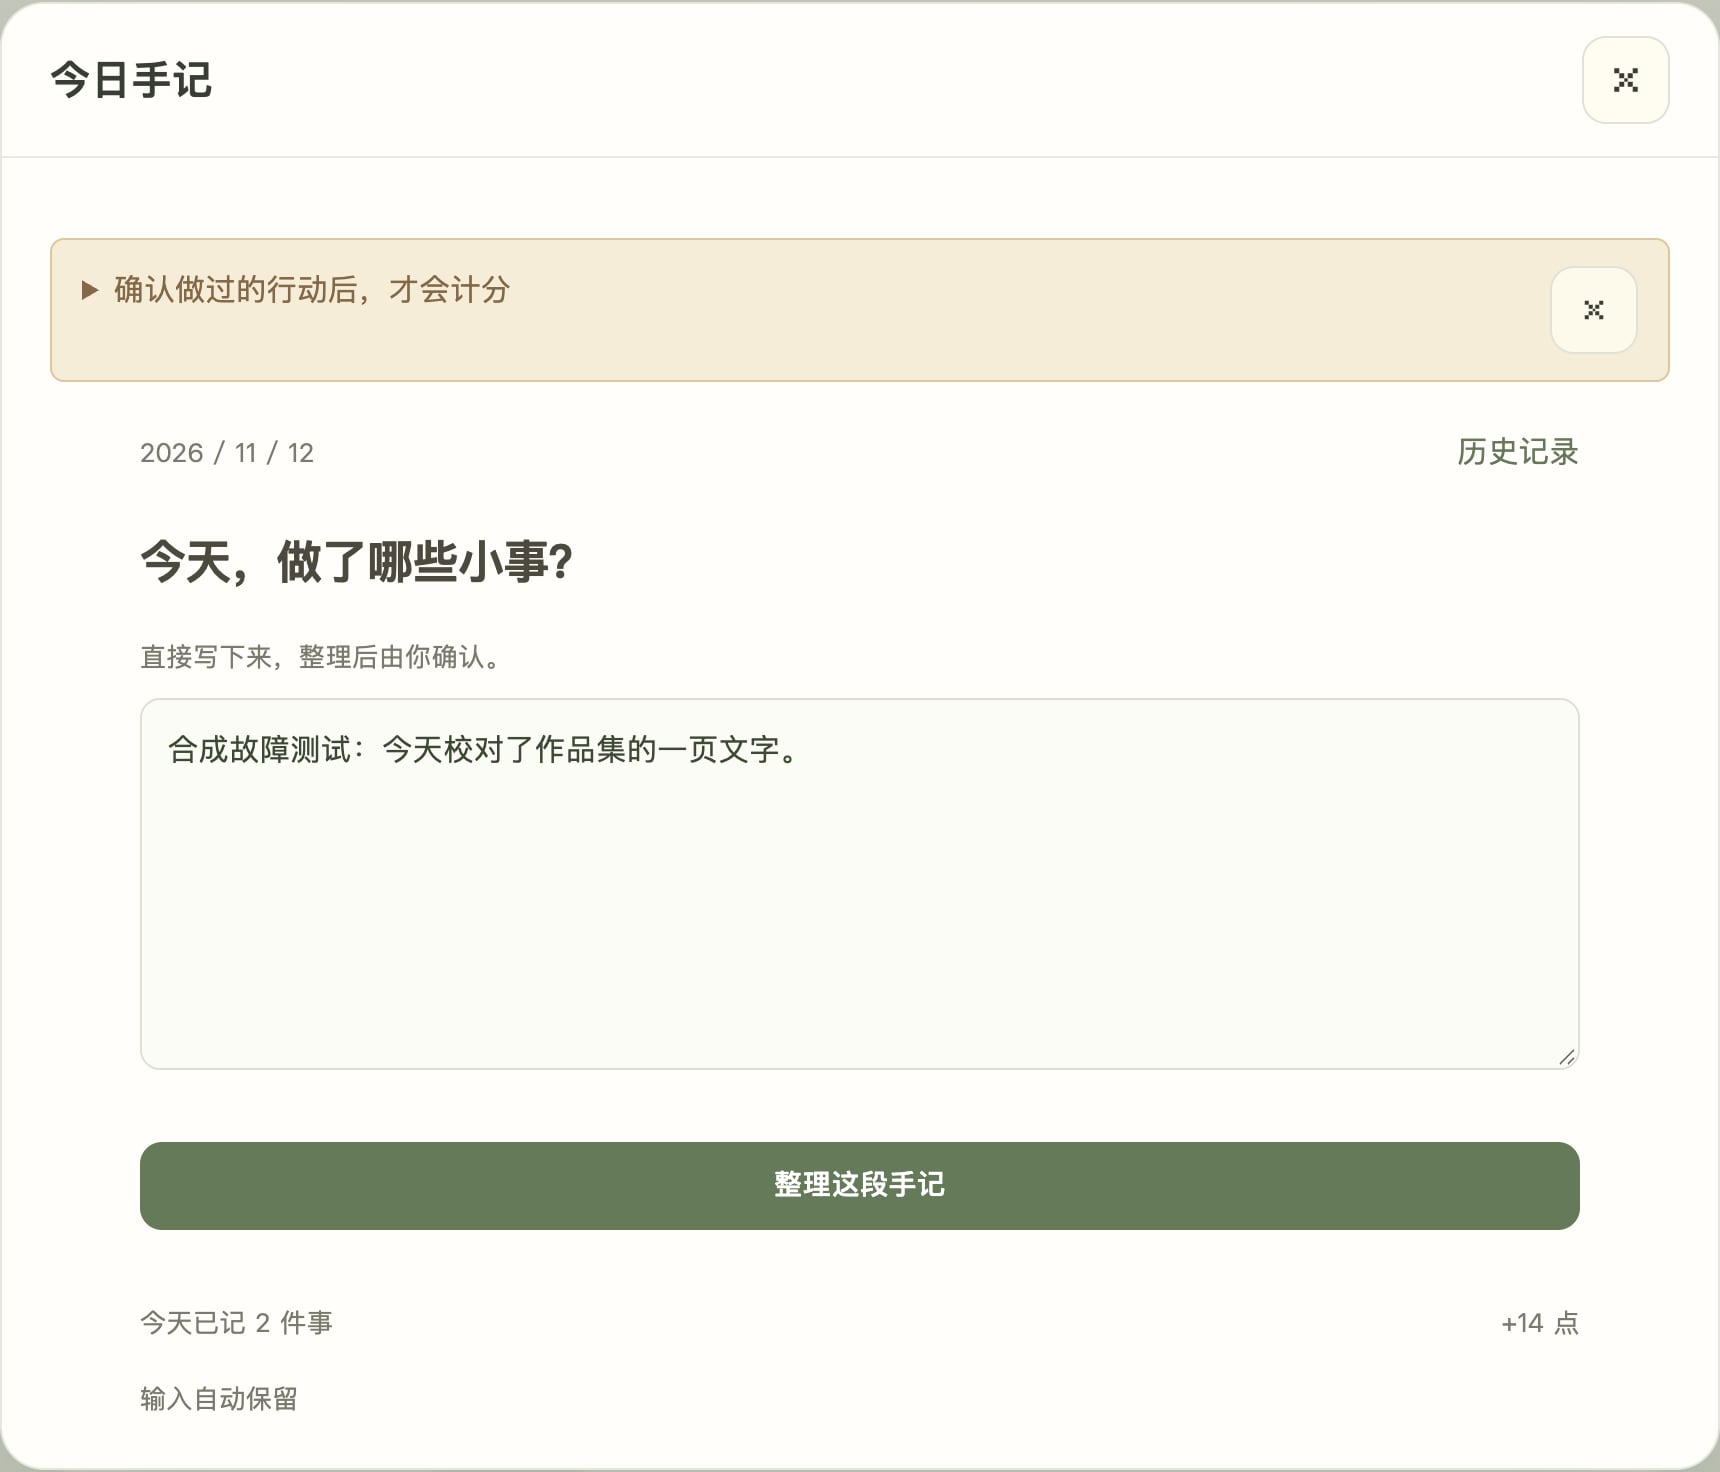 今日手记
确认做过的行动后，才会计分
2026 / 11 / 12
历史记录
今天，做了哪些小事？
直接写下来，整理后由你确认。
合成故障测试：今天校对了作品集的一页文字。
整理这段手记
今天已记 2 件事
+14 点
输入自动保留